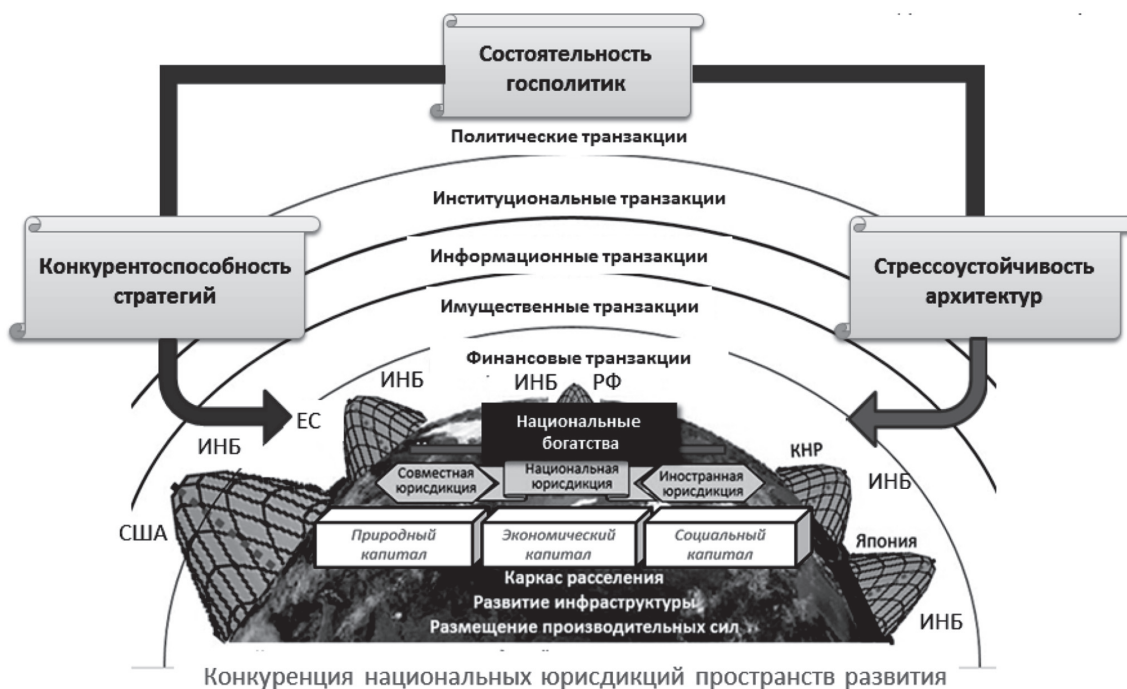 Состоятельность
госполитик
Политические транзакции
Институциональные транзакции
Конкурентоспособность
стратегий
Информационные транзакции
Стрессоустойчивость
архитектур
Имущественные транзакции
Финансовые транзакции
ИНБ
ИНБ
РФ
ЕС
Национальные
богатства
ИНБ
КНР
ИНБ
Совместная
юрисдикция
Национальная
юрисдикция
Иностранная
юрисдикция
США
Природный
капитал
Экономический
капитал
Социальный
капитал
Япония
ИНБ
Каркас расселения
Развитие инфраструктуры
Размещение производительных сил
Конкуренция национальных юрисдикций пространств развития